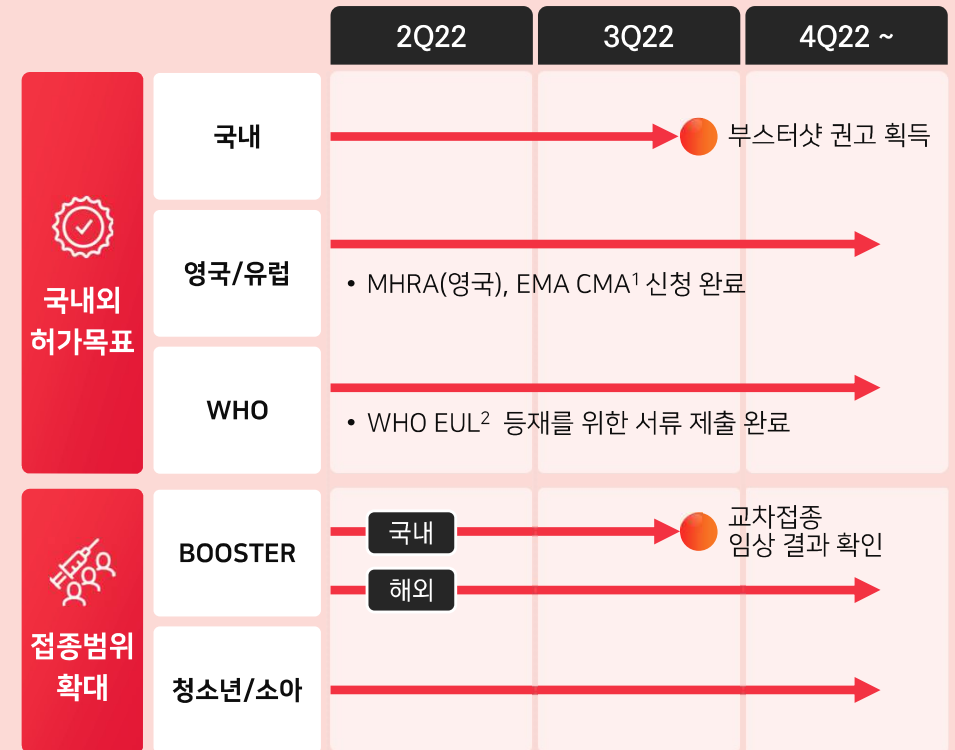 2Q22
3Q22
4Q22 ~
국내외
허가목표
국내
부스터샷 권고 획득
영국/유럽
• MHRA(영국), EMA CMA¹ 신청 완료
WHO
• WHO EUL² 등재를 위한 서류 제출 완료
접종범위
확대
BOOSTER
국내
교차접종
임상 결과 확인
해외
청소년/소아